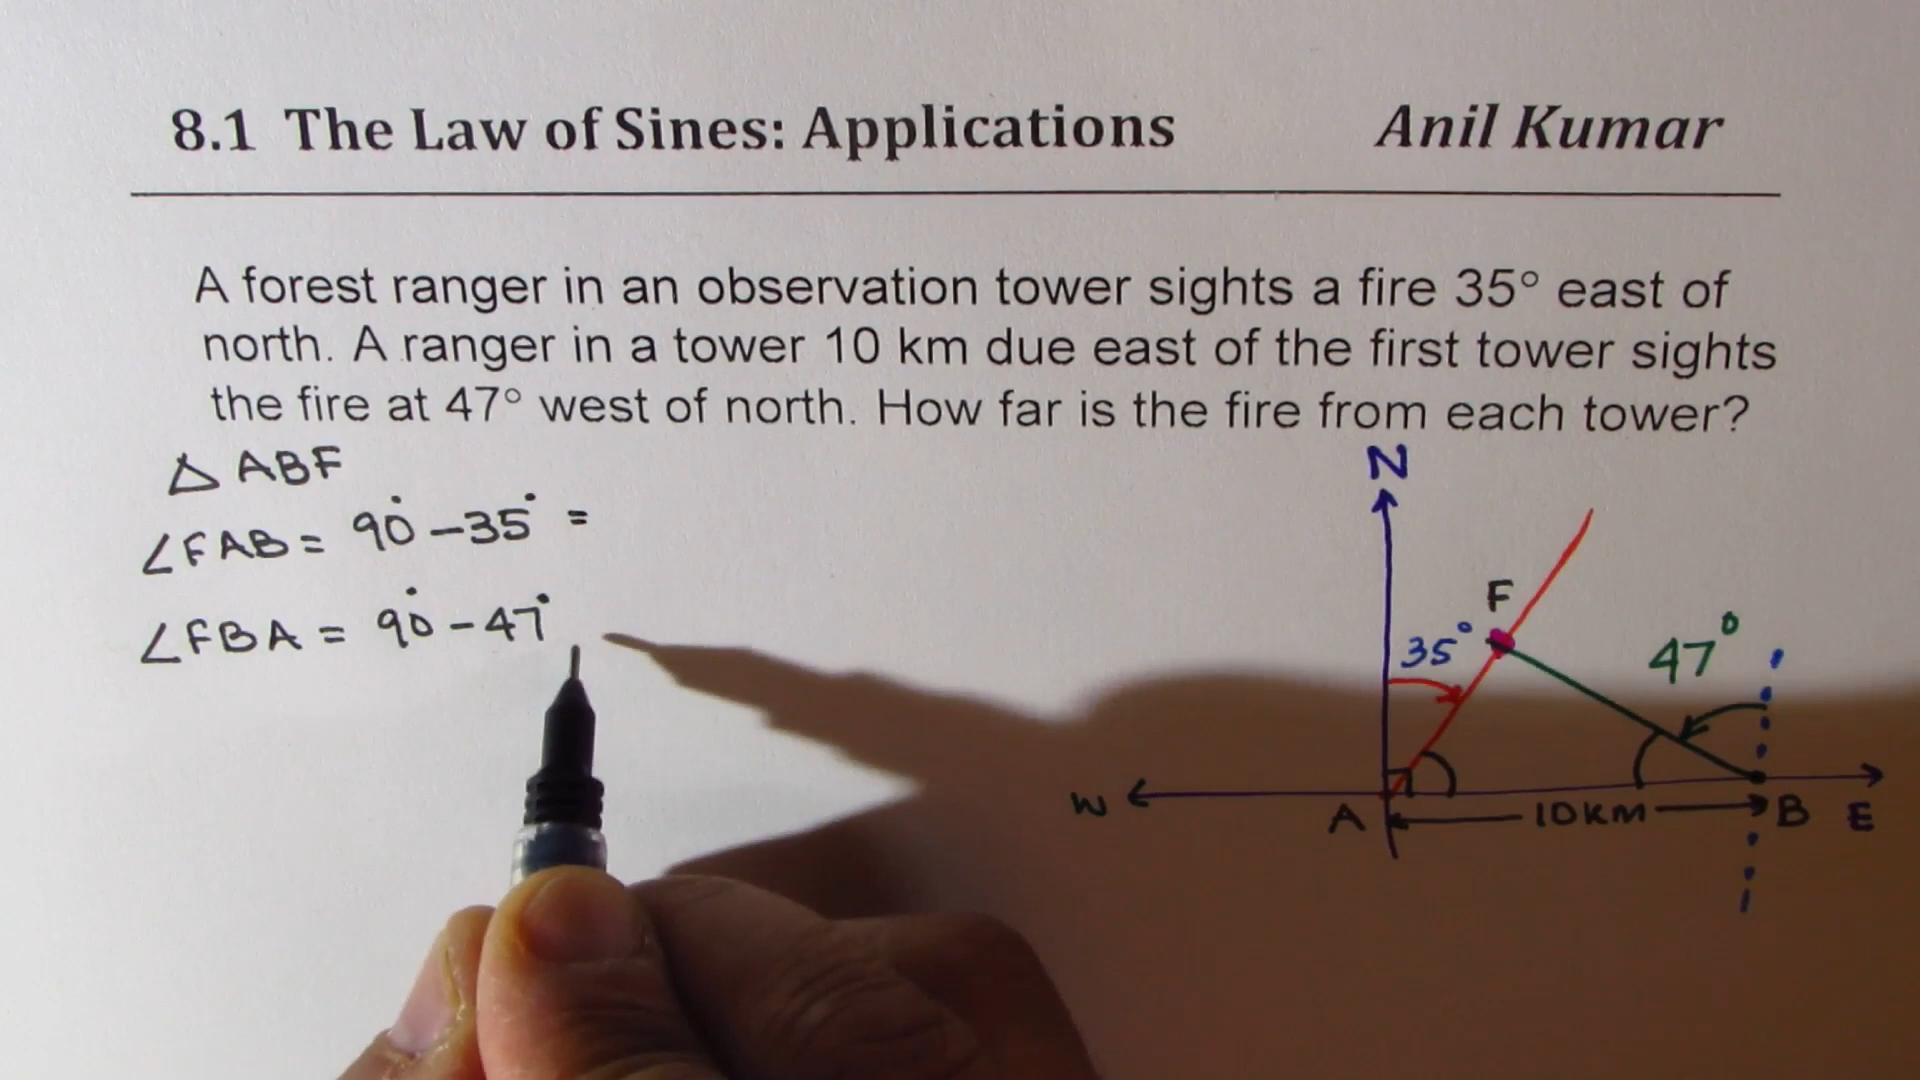 8.1 The Law of Sines: Applications Anil Kumar
A forest ranger in an observation tower sights a fire 35° east of
north. A ranger in a tower 10 km due east of the first tower sights
the fire at 47° west of north. How far is the fire from each tower?
△ ABF
∠FAB = 90° - 35° =
∠FBA = 90° - 47°
N
F
35°
47°
W
A
10KM
B
E